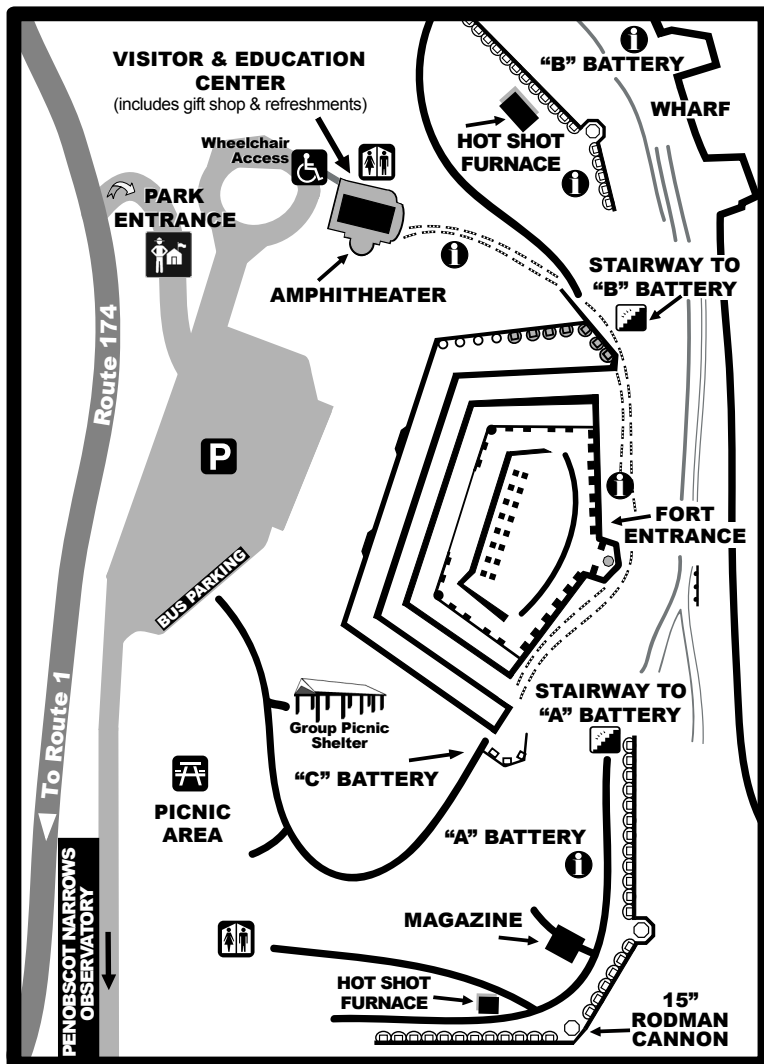 VISITOR & EDUCATION
CENTER
(includes gift shop & refreshments)
Wheelchair
Access
PARK
ENTRANCE
AMPHITHEATER
"B" BATTERY
WHARF
HOT SHOT
FURNACE
STAIRWAY TO
"B" BATTERY
Route 174
P
BUS PARKING
FORT
ENTRANCE
STAIRWAY TO
"A" BATTERY
Group Picnic
Shelter
"C" BATTERY
To Route 1
PICNIC
AREA
"A" BATTERY
PENOBSCOT NARROWS
OBSERVATORY
MAGAZINE
HOT SHOT
FURNACE
15”
RODMAN
CANNON
i
i
i
i
i